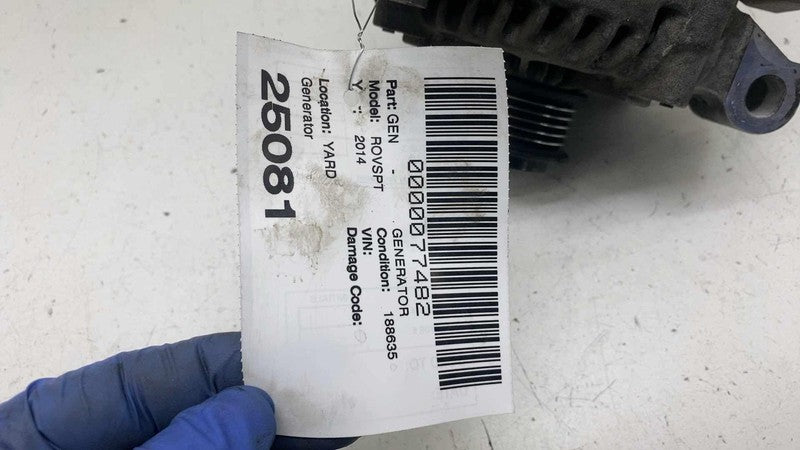 0000077482
Part: GEN - GENERATOR
Model: ROVSPT Condition: 188635
Y -: 2014 VIN:
Damage Code:
Location: YARD
Generator
25081